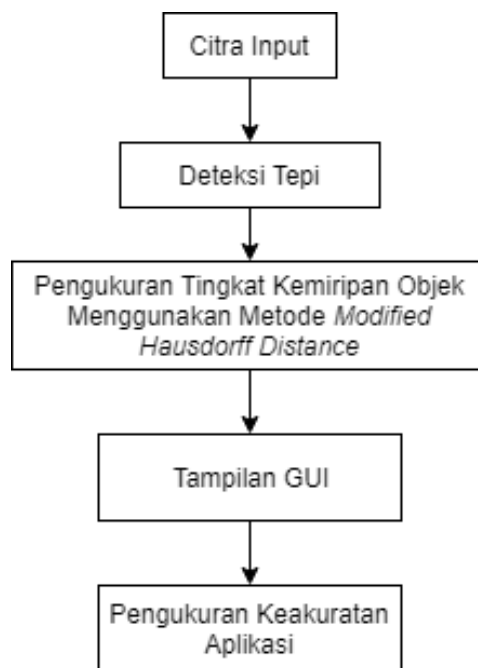 Citra Input
Deteksi Tepi
Pengukuran Tingkat Kemiripan Objek
Menggunakan Metode Modified
Hausdorff Distance
Tampilan GUI
Pengukuran Keakuratan
Aplikasi